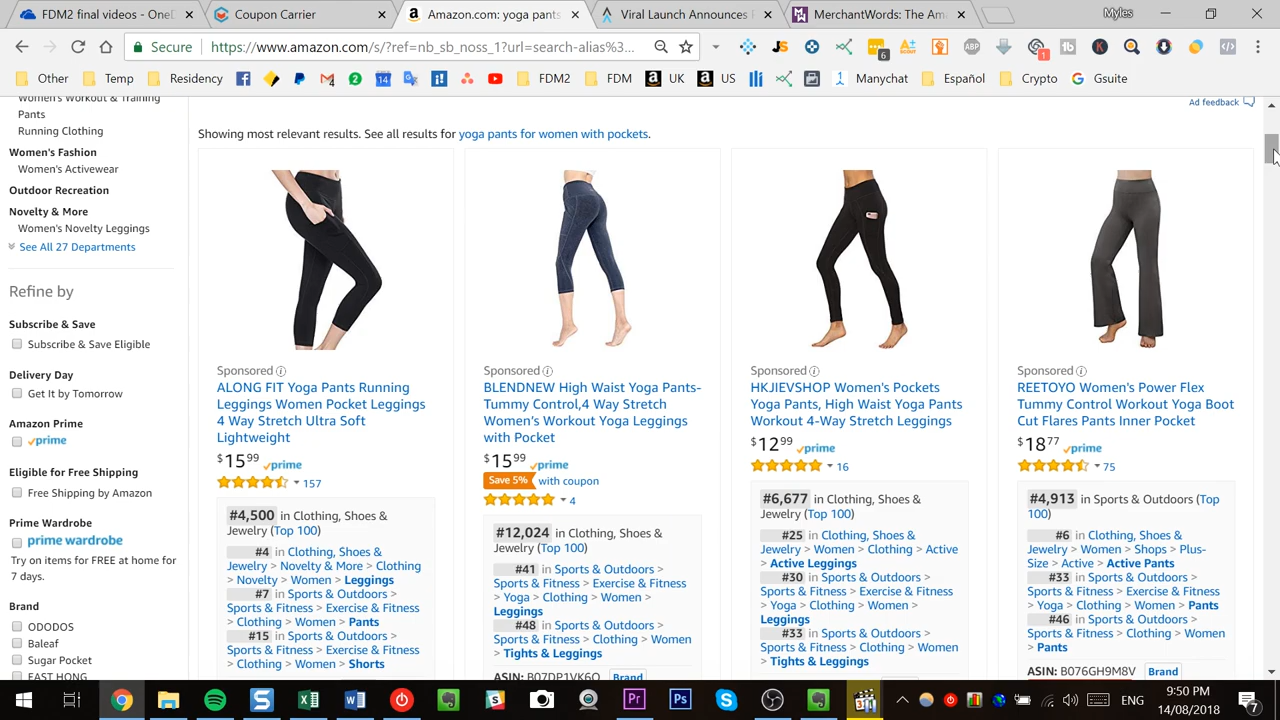 FDM2 final videos - OneD
Coupon Carrier
Amazon.com: yoga pants
Viral Launch Announces F
MerchantWords: The Ama
Myles
Secure
https://www.amazon.com/s/?ref=nb_sb_noss_1?url=search-alias%3...
Other
Temp
Residency
FDM2
FDM
UK
US
Manychat
Español
Crypto
Gsuite
Women's Workout & Training
Pants
Running Clothing
Women's Fashion
Women's Activewear
Outdoor Recreation
Novelty & More
Women's Novelty Leggings
See All 27 Departments
Refine by
Subscribe & Save
Subscribe & Save Eligible
Delivery Day
Get It by Tomorrow
Amazon Prime
prime
Eligible for Free Shipping
Free Shipping by Amazon
Prime Wardrobe
prime wardrobe
Try on items for FREE at home for
7 days.
Brand
ODODOS
Baleaf
Sugar Pocket
FAST HONG
Ad feedback
Showing most relevant results. See all results for yoga pants for women with pockets.
Sponsored
ALONG FIT Yoga Pants Running
Leggings Women Pocket Leggings
4 Way Stretch Ultra Soft
Lightweight
$15 99 prime
157
#4,500 in Clothing, Shoes &
Jewelry (Top 100)
#4 in Clothing, Shoes &
Jewelry > Novelty & More > Clothing
> Novelty > Women > Leggings
#7 in Sports & Outdoors >
Sports & Fitness > Exercise & Fitness
> Clothing > Women > Pants
#15 in Sports & Outdoors >
Sports & Fitness > Exercise & Fitness
> Clothing > Women > Shorts
Sponsored
BLENDNEW High Waist Yoga Pants-
Tummy Control,4 Way Stretch
Women's Workout Yoga Leggings
with Pocket
$15 99 prime
Save 5% with coupon
4
#12,024 in Clothing, Shoes &
Jewelry (Top 100)
#41 in Sports & Outdoors >
Sports & Fitness > Exercise & Fitness
> Yoga > Clothing > Women >
Leggings
#48 in Sports & Outdoors >
Sports & Fitness > Clothing > Women
> Tights & Leggings
ASIN: B07DP1VK6Q Brand
Sponsored
HKJIEVSHOP Women's Pockets
Yoga Pants, High Waist Yoga Pants
Workout 4-Way Stretch Leggings
$12 99 prime
16
#6,677 in Clothing, Shoes &
Jewelry (Top 100)
#25 in Clothing, Shoes &
Jewelry > Women > Clothing > Active
> Active Leggings
#30 in Sports & Outdoors >
Sports & Fitness > Exercise & Fitness
> Yoga > Clothing > Women >
Leggings
#33 in Sports & Outdoors >
Sports & Fitness > Clothing > Women
> Tights & Leggings
Sponsored
REETOYO Women's Power Flex
Tummy Control Workout Yoga Boot
Cut Flares Pants Inner Pocket
$18 77 prime
75
#4,913 in Sports & Outdoors (Top
100)
#6 in Clothing, Shoes &
Jewelry > Women > Shops > Plus-
Size > Active > Active Pants
#33 in Sports & Outdoors >
Sports & Fitness > Exercise & Fitness
> Yoga > Clothing > Women > Pants
#46 in Sports & Outdoors >
Sports & Fitness > Clothing > Women
> Pants
ASIN: B076GH9M8V Brand
ENG
9:50 PM
14/08/2018